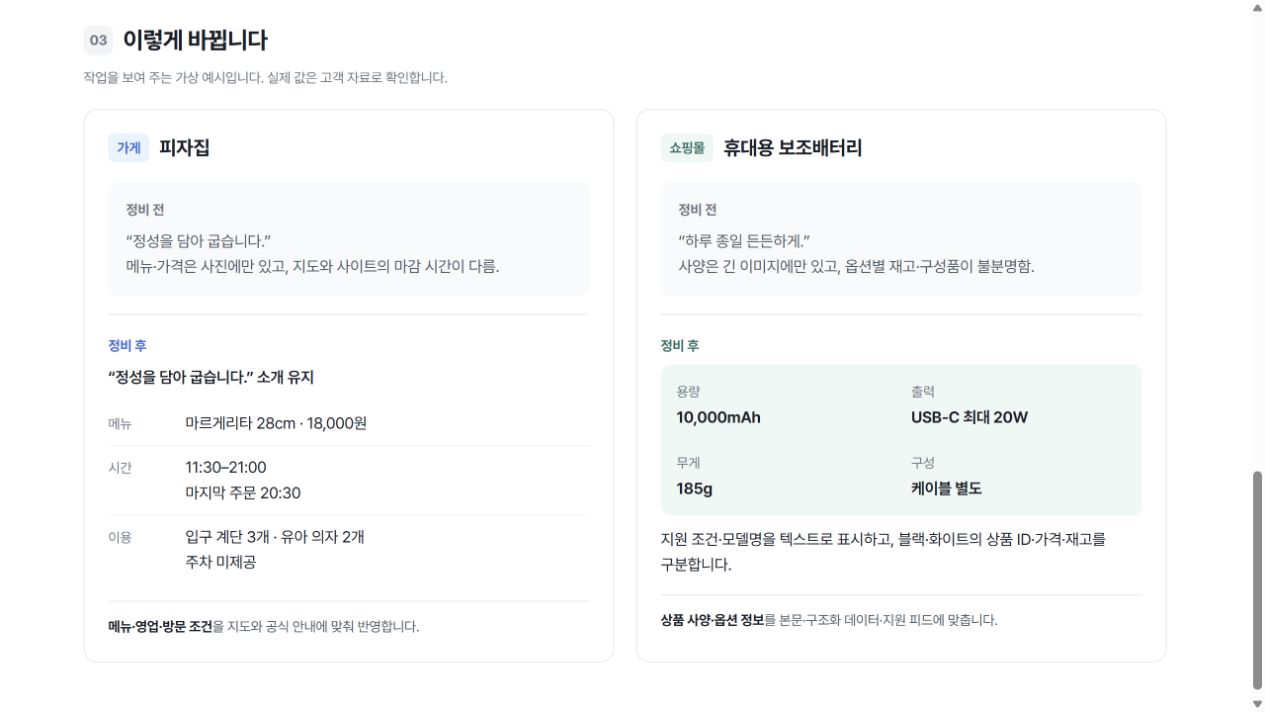 03 이렇게 바뀝니다
작업을 보여 주는 가상 예시입니다. 실제 값은 고객 자료로 확인합니다.
가게 피자집
정비 전
“정성을 담아 굽습니다.”
메뉴·가격은 사진에만 있고, 지도와 사이트의 마감 시간이 다름.
정비 후
“정성을 담아 굽습니다.” 소개 유지
메뉴 마르게리타 28cm · 18,000원
시간 11:30–21:00
마지막 주문 20:30
이용 입구 계단 3개 · 유아 의자 2개
주차 미제공
메뉴·영업·방문 조건을 지도와 공식 안내에 맞춰 반영합니다.
쇼핑몰 휴대용 보조배터리
정비 전
“하루 종일 든든하게.”
사양은 긴 이미지에만 있고, 옵션별 재고·구성품이 불분명함.
정비 후
용량
10,000mAh
출력
USB-C 최대 20W
무게
185g
구성
케이블 별도
지원 조건·모델명을 텍스트로 표시하고, 블랙·화이트의 상품 ID·가격·재고를
구분합니다.
상품 사양·옵션 정보를 본문·구조화 데이터·지원 피드에 맞춥니다.